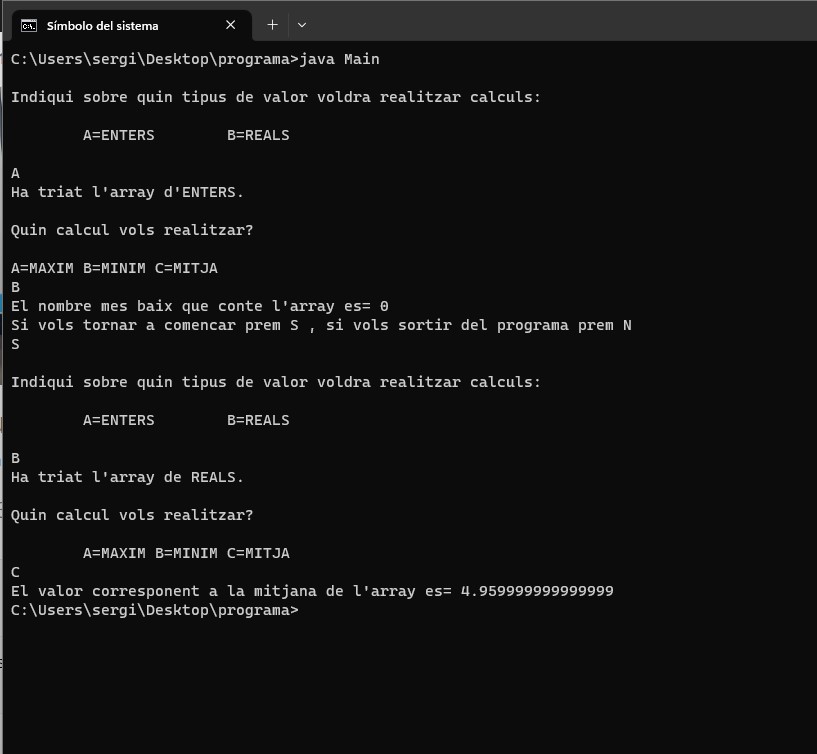 Símbolo del sistema
C:\Users\sergi\Desktop\programa>java Main
Indiqui sobre quin tipus de valor voldra realitzar calculs:
A=ENTERS B=REALS
A
Ha triat l'array d'ENTERS.
Quin calcul vols realitzar?
A=MAXIM B=MINIM C=MITJA
B
El nombre mes baix que conte l'array es= 0
Si vols tornar a comencar prem S , si vols sortir del programa prem N
S
Indiqui sobre quin tipus de valor voldra realitzar calculs:
A=ENTERS B=REALS
B
Ha triat l'array de REALS.
Quin calcul vols realitzar?
A=MAXIM B=MINIM C=MITJA
C
El valor corresponent a la mitjana de l'array es= 4.959999999999999
C:\Users\sergi\Desktop\programa>